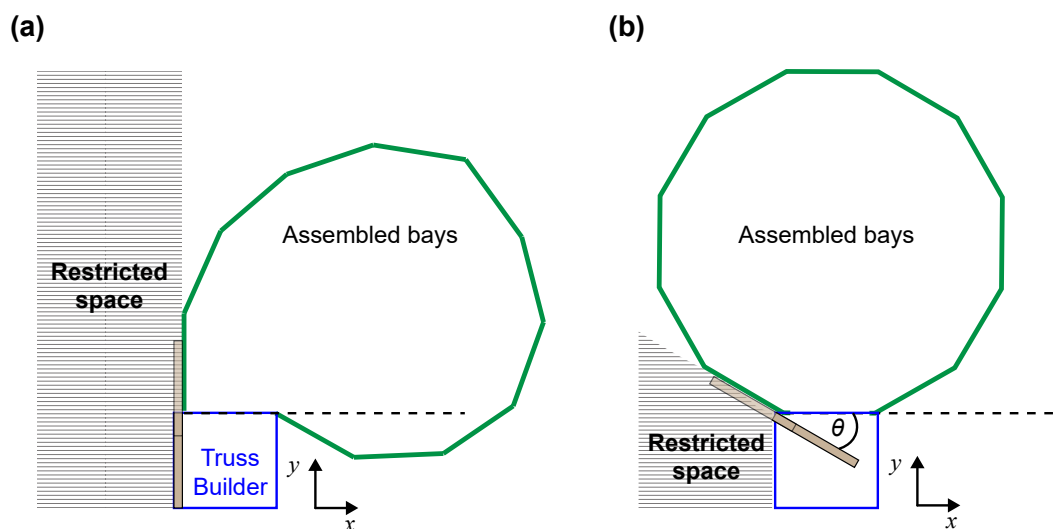 (a)
Restricted
space
Assembled bays
Truss
Builder
y
x
(b)
Assembled bays
Restricted
space
θ
y
x